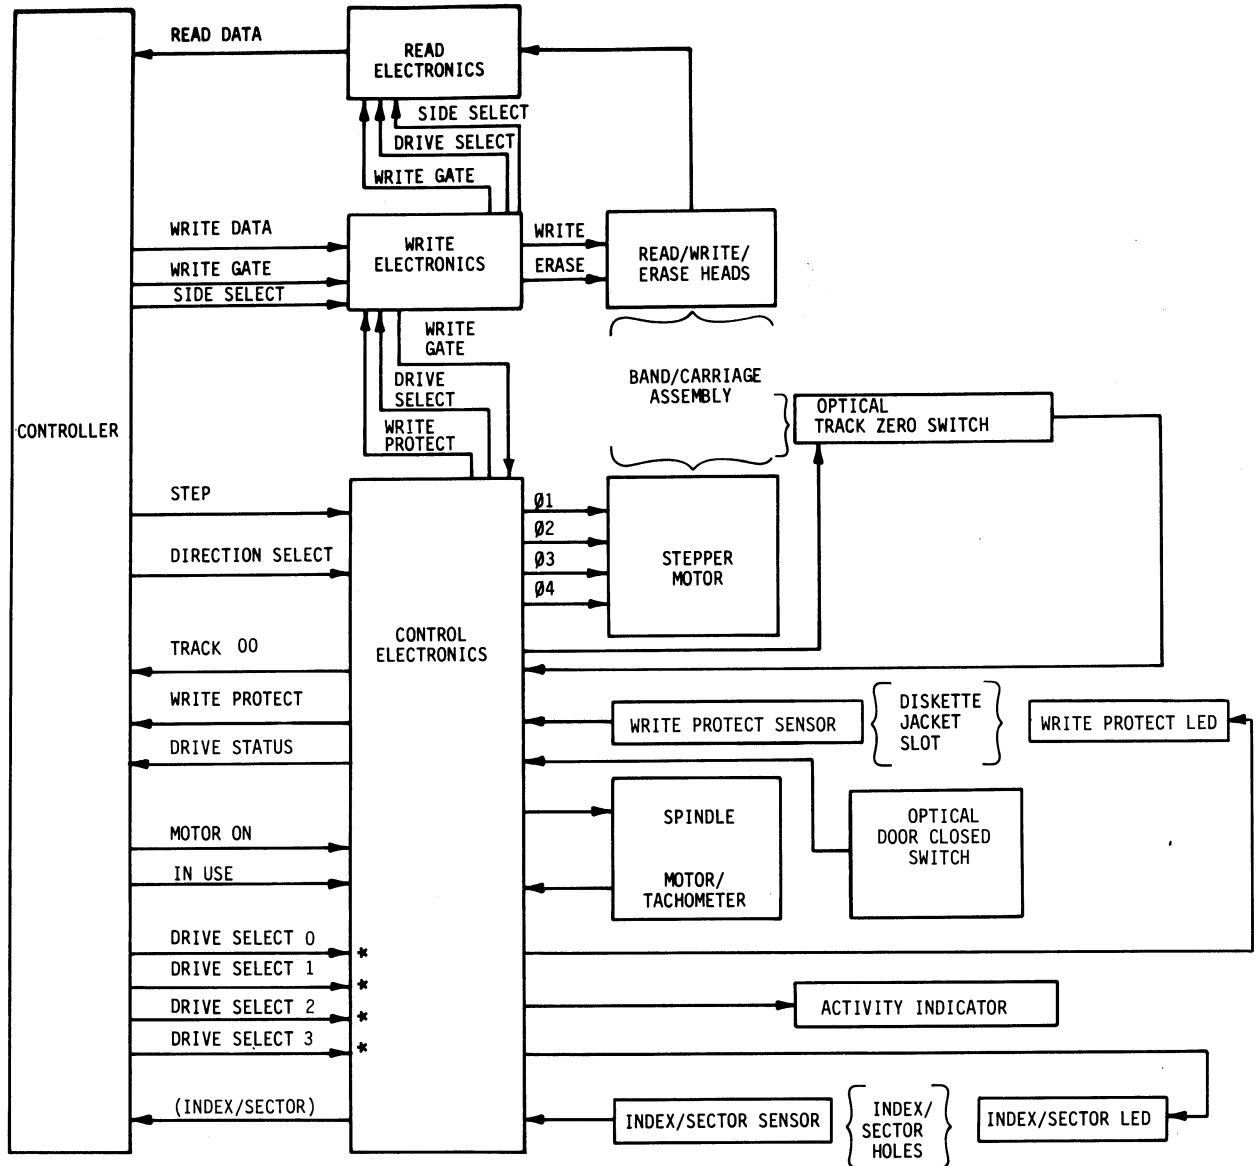 READ DATA
READ
ELECTRONICS
SIDE SELECT
DRIVE SELECT
WRITE GATE
WRITE DATA
WRITE GATE
SIDE SELECT
WRITE
ELECTRONICS
WRITE
ERASE
READ/WRITE/
ERASE HEADS
WRITE
GATE
DRIVE
SELECT
WRITE
PROTECT
BAND/CARRIAGE
ASSEMBLY
OPTICAL
TRACK ZERO SWITCH
CONTROLLER
STEP
DIRECTION SELECT
TRACK 00
WRITE PROTECT
DRIVE STATUS
MOTOR ON
IN USE
DRIVE SELECT 0
DRIVE SELECT 1
DRIVE SELECT 2
DRIVE SELECT 3
(INDEX/SECTOR)
*
*
*
*
CONTROL
ELECTRONICS
Ø1
Ø2
Ø3
Ø4
STEPPER
MOTOR
WRITE PROTECT SENSOR
DISKETTE
JACKET
SLOT
WRITE PROTECT LED
SPINDLE
MOTOR/
TACHOMETER
OPTICAL
DOOR CLOSED
SWITCH
ACTIVITY INDICATOR
INDEX/SECTOR SENSOR
INDEX/
SECTOR
HOLES
INDEX/SECTOR LED